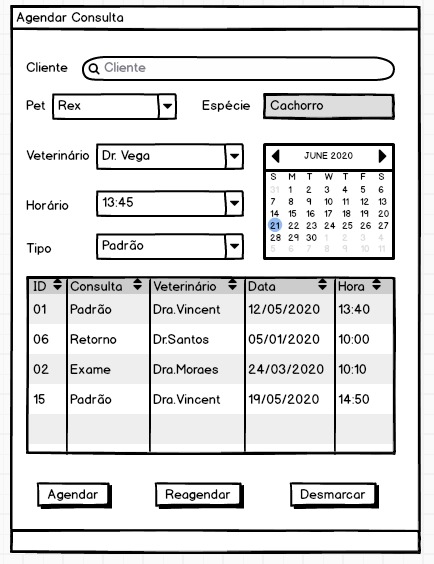 Agendar Consulta
Cliente Cliente
Pet Rex Espécie Cachorro
Veterinário Dr. Vega
Horário 13:45
Tipo Padrão
JUNE 2020
S M T W T F S
31 1 2 3 4 5 6
7 8 9 10 11 12 13
14 15 16 17 18 19 20
21 22 23 24 25 26 27
28 29 30 1 2 3 4
5 6 7 8 9 10 11
ID Consulta Veterinário Data Hora
01 Padrão Dra.Vincent 12/05/2020 13:40
06 Retorno Dr.Santos 05/01/2020 10:00
02 Exame Dra.Moraes 24/03/2020 10:10
15 Padrão Dra.Vincent 19/05/2020 14:50
Agendar Reagendar Desmarcar